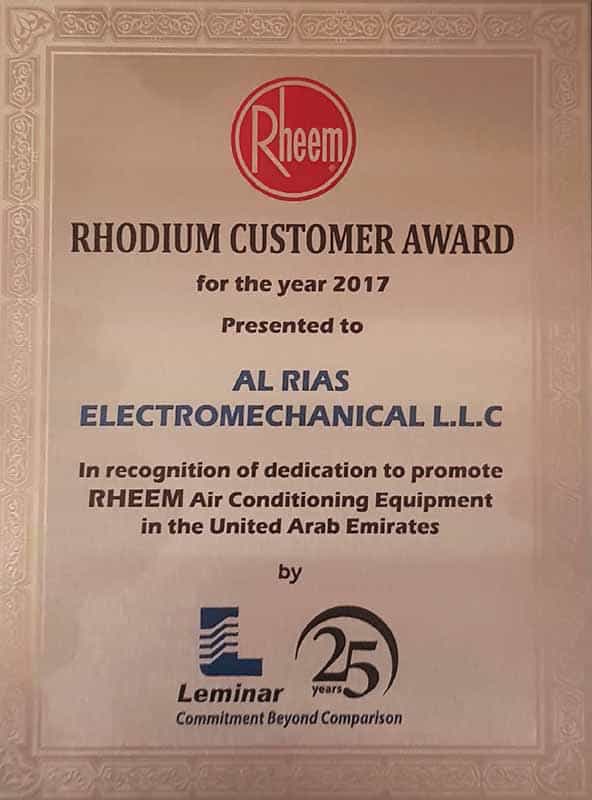 Rheem
RHODIUM CUSTOMER AWARD
for the year 2017
Presented to
AL RIAS
ELECTROMECHANICAL L.L.C
In recognition of dedication to promote
RHEEM Air Conditioning Equipment
in the United Arab Emirates
by
25
years
Leminar
Commitment Beyond Comparison